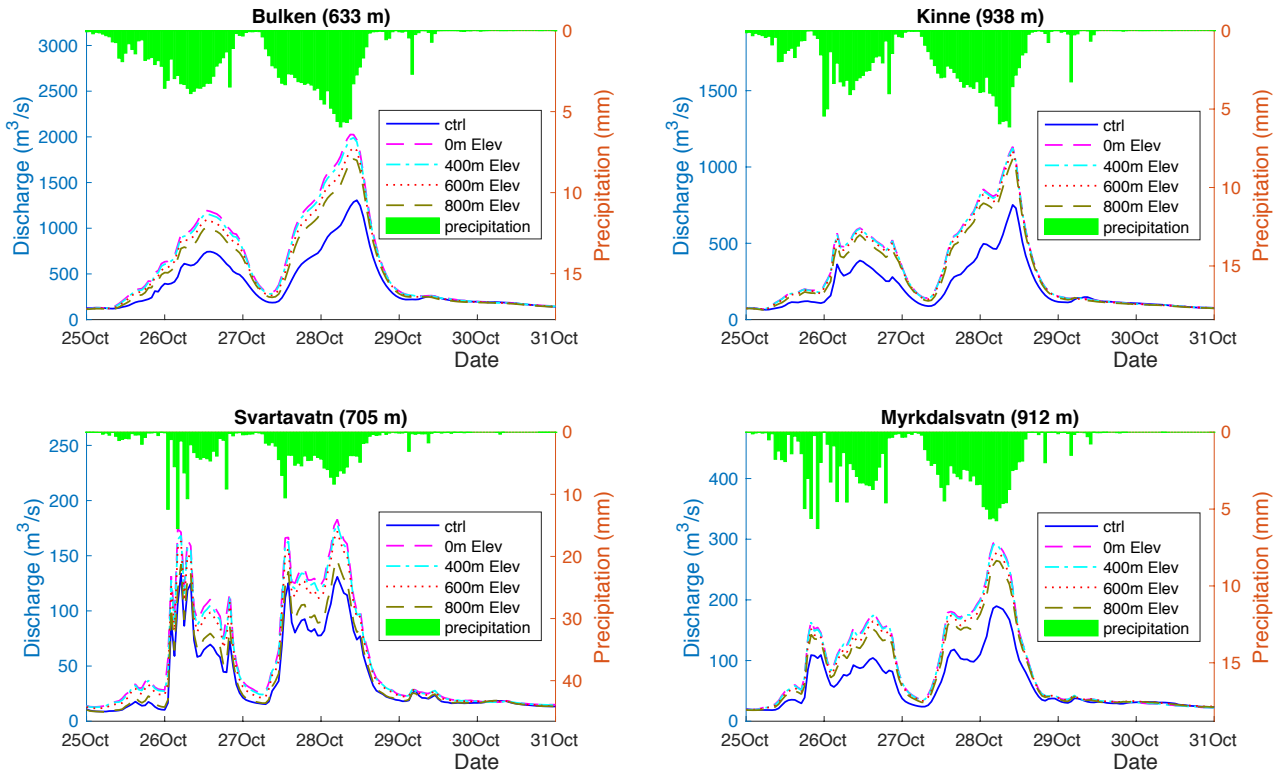 Bulken (633 m)
3000
2500
2000
1500
1000
500
0
Discharge (m³/s)
0
5
10
15
Precipitation (mm)
ctrl
0m Elev
400m Elev
600m Elev
800m Elev
precipitation
25Oct 26Oct 27Oct 28Oct 29Oct 30Oct 31Oct
Date
Kinne (938 m)
1500
1000
500
0
Discharge (m³/s)
0
5
10
15
Precipitation (mm)
ctrl
0m Elev
400m Elev
600m Elev
800m Elev
precipitation
25Oct 26Oct 27Oct 28Oct 29Oct 30Oct 31Oct
Date
Svartavatn (705 m)
250
200
150
100
50
0
Discharge (m³/s)
0
10
20
30
40
Precipitation (mm)
ctrl
0m Elev
400m Elev
600m Elev
800m Elev
precipitation
25Oct 26Oct 27Oct 28Oct 29Oct 30Oct 31Oct
Date
Myrkdalsvatn (912 m)
400
300
200
100
0
Discharge (m³/s)
0
5
10
15
Precipitation (mm)
ctrl
0m Elev
400m Elev
600m Elev
800m Elev
precipitation
25Oct 26Oct 27Oct 28Oct 29Oct 30Oct 31Oct
Date